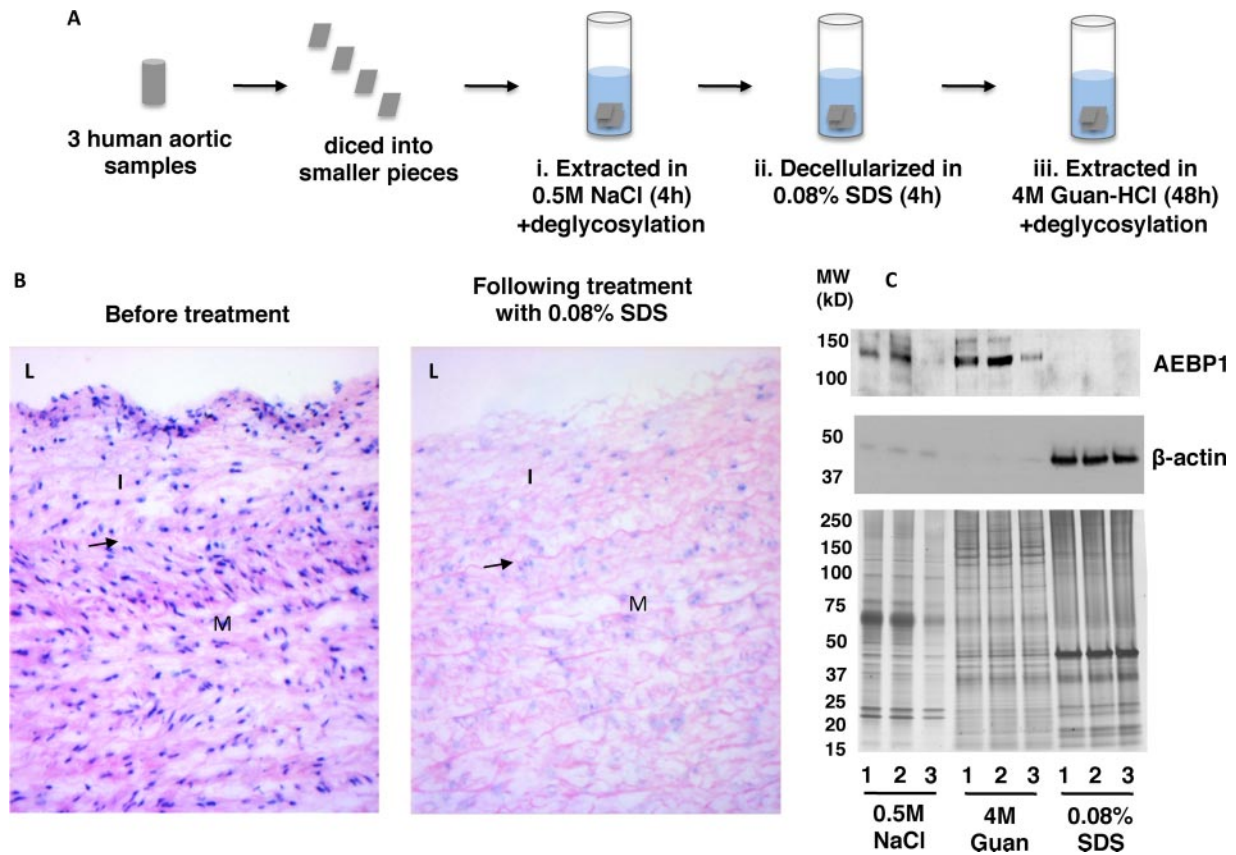 A
3 human aortic
samples
diced into
smaller pieces
i. Extracted in
0.5M NaCl (4h)
+deglycosylation
ii. Decellularized in
0.08% SDS (4h)
iii. Extracted in
4M Guan-HCl (48h)
+deglycosylation
B
Before treatment
Following treatment
with 0.08% SDS
L
I
M
L
I
M
MW
(kD)
C
150
100
AEBP1
50
37
β-actin
250
150
100
75
50
37
25
20
15
1 2 3 1 2 3 1 2 3
0.5M
NaCl
4M
Guan
0.08%
SDS